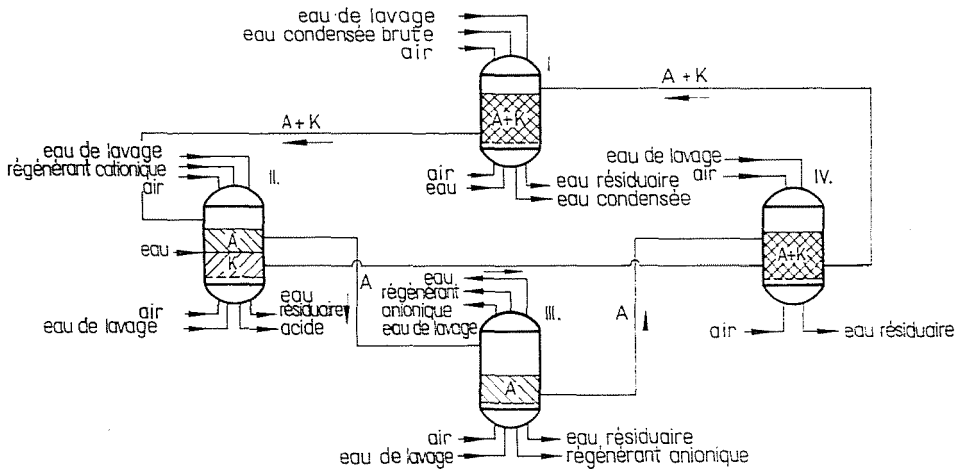 eau de lavage
eau condensée brute
air
I
A+K
A+K
A+K
air
eau
eau résiduaire
eau condensée
eau de lavage
régénérant cationique
air
II.
eau
A
K
air
eau de lavage
eau
résiduaire
acide
A
eau
régénérant
anionique
eau de lavage
III.
A
air
eau de lavage
eau résiduaire
régénérant anionique
A
eau de lavage
air
IV.
A+K
air
eau résiduaire